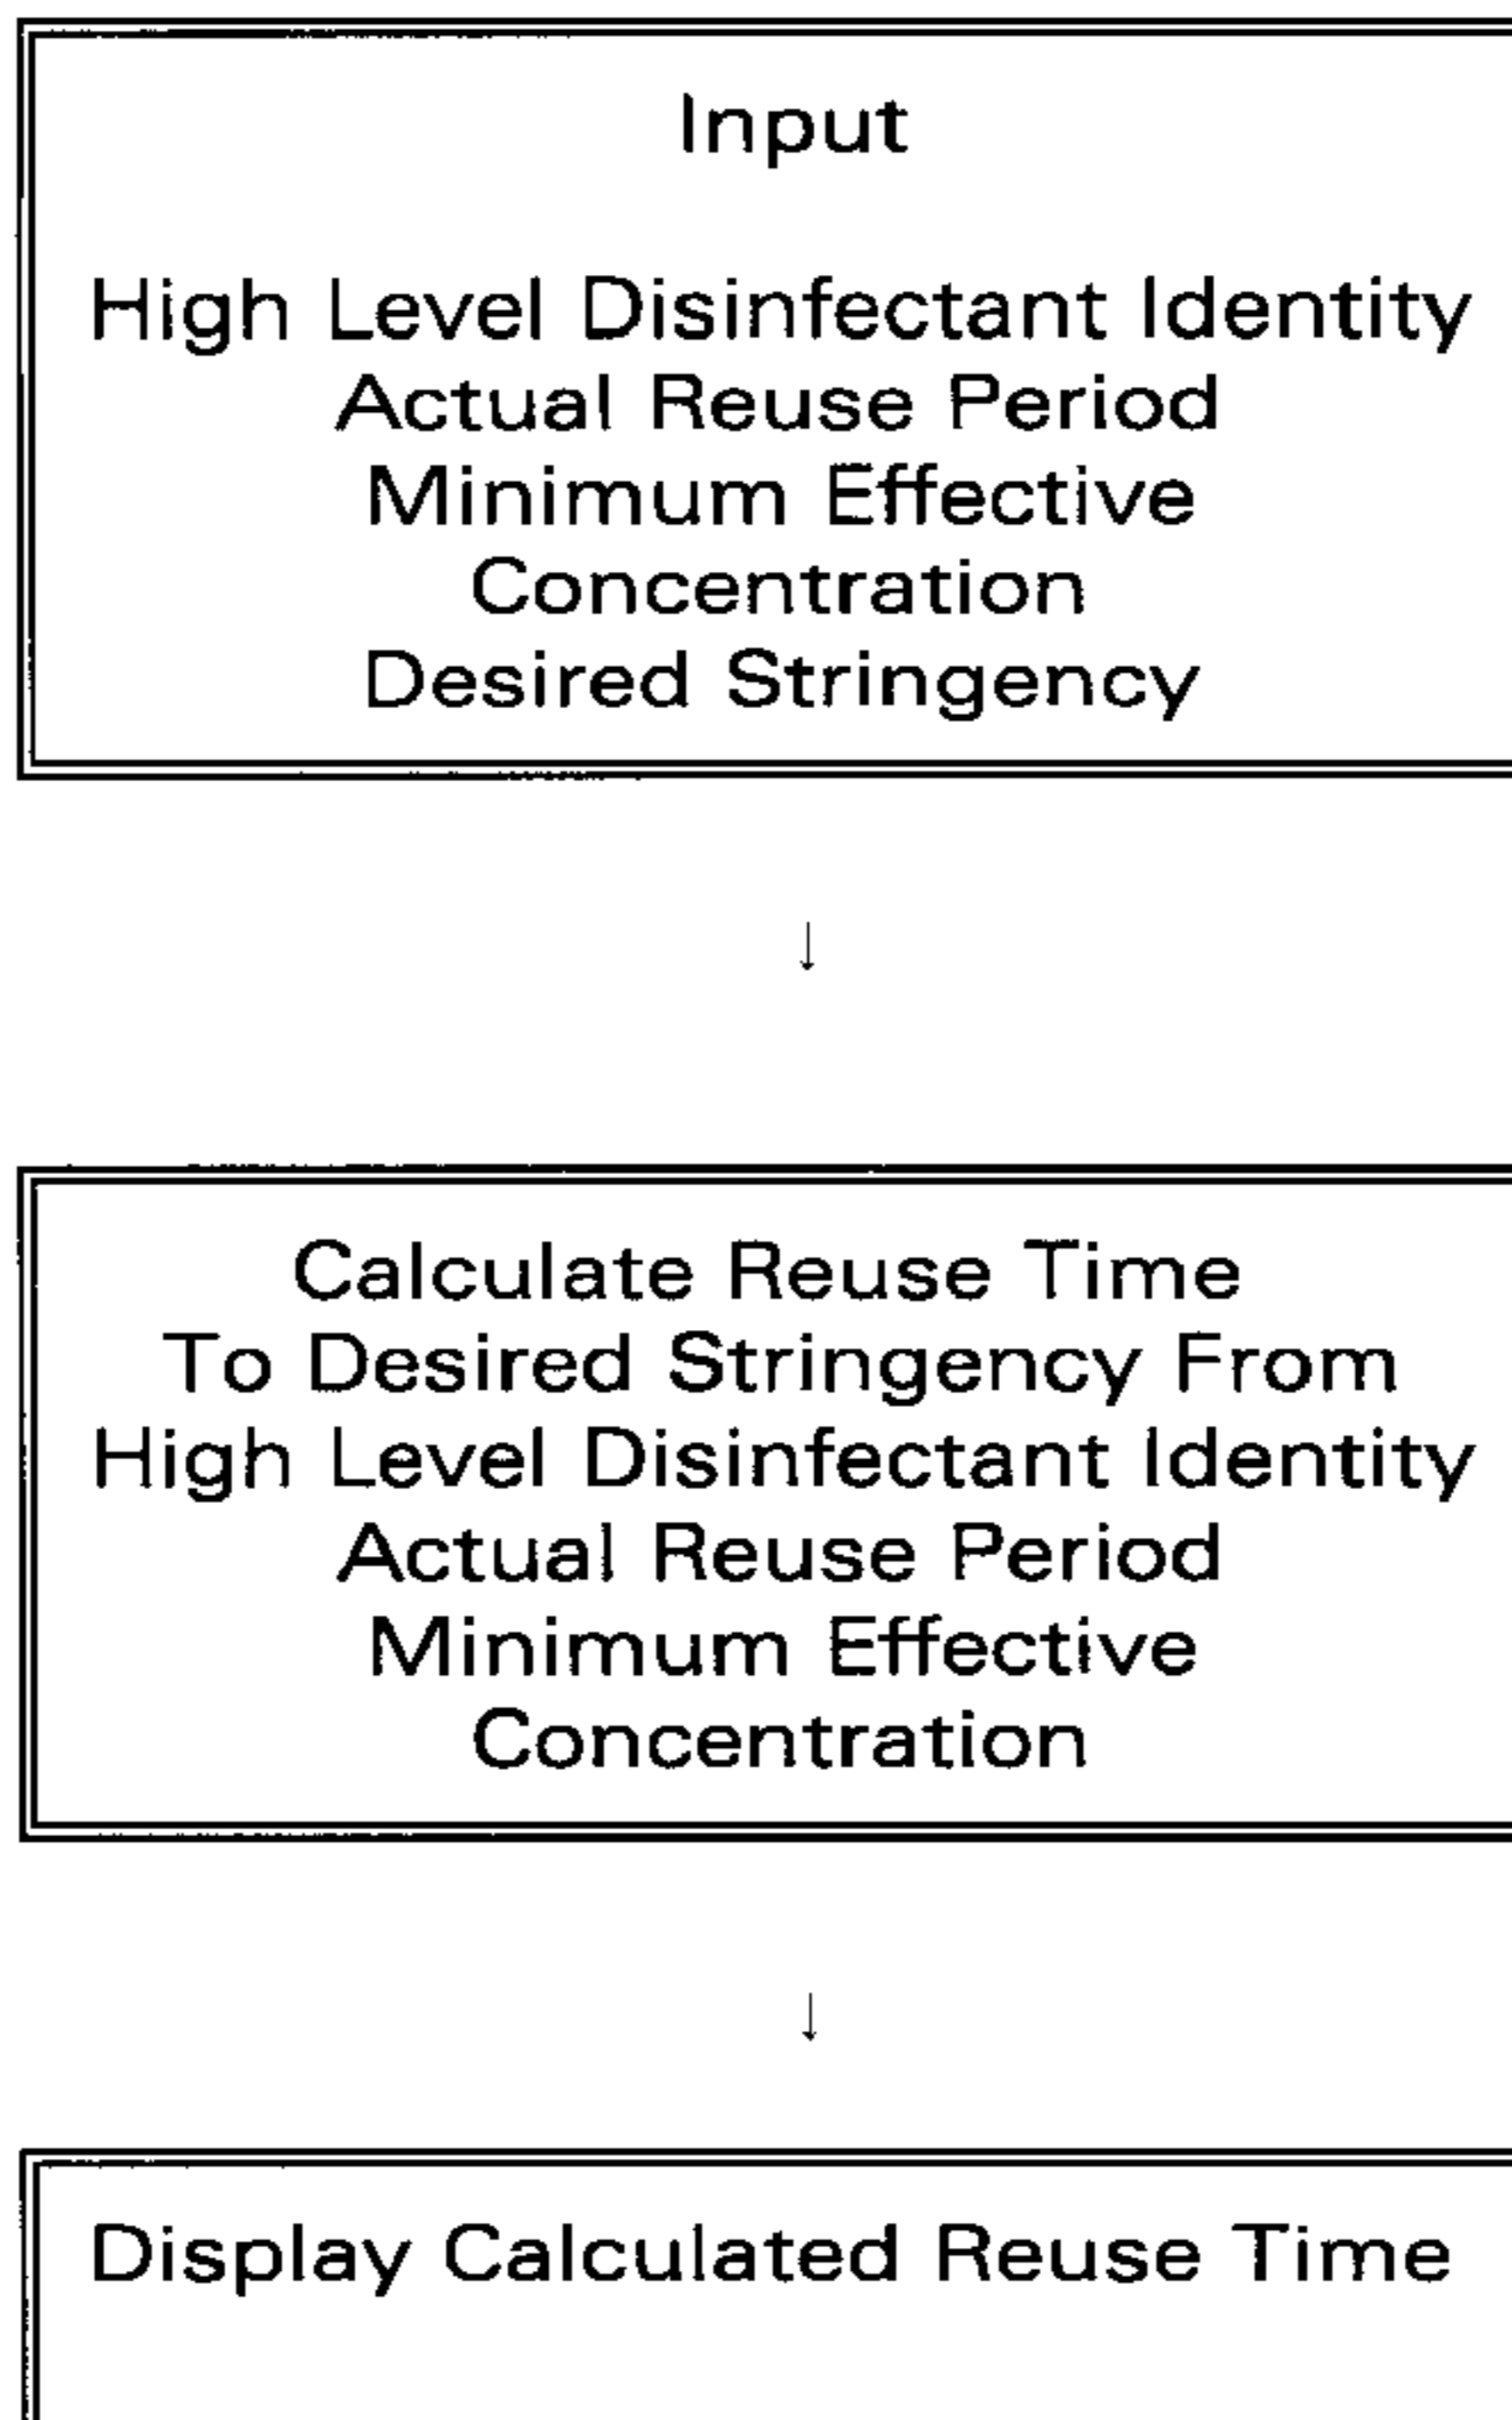 Input
High Level Disinfectant Identity
Actual Reuse Period
Minimum Effective
Concentration
Desired Stringency
↓
Calculate Reuse Time
To Desired Stringency From
High Level Disinfectant Identity
Actual Reuse Period
Minimum Effective
Concentration
↓
Display Calculated Reuse Time